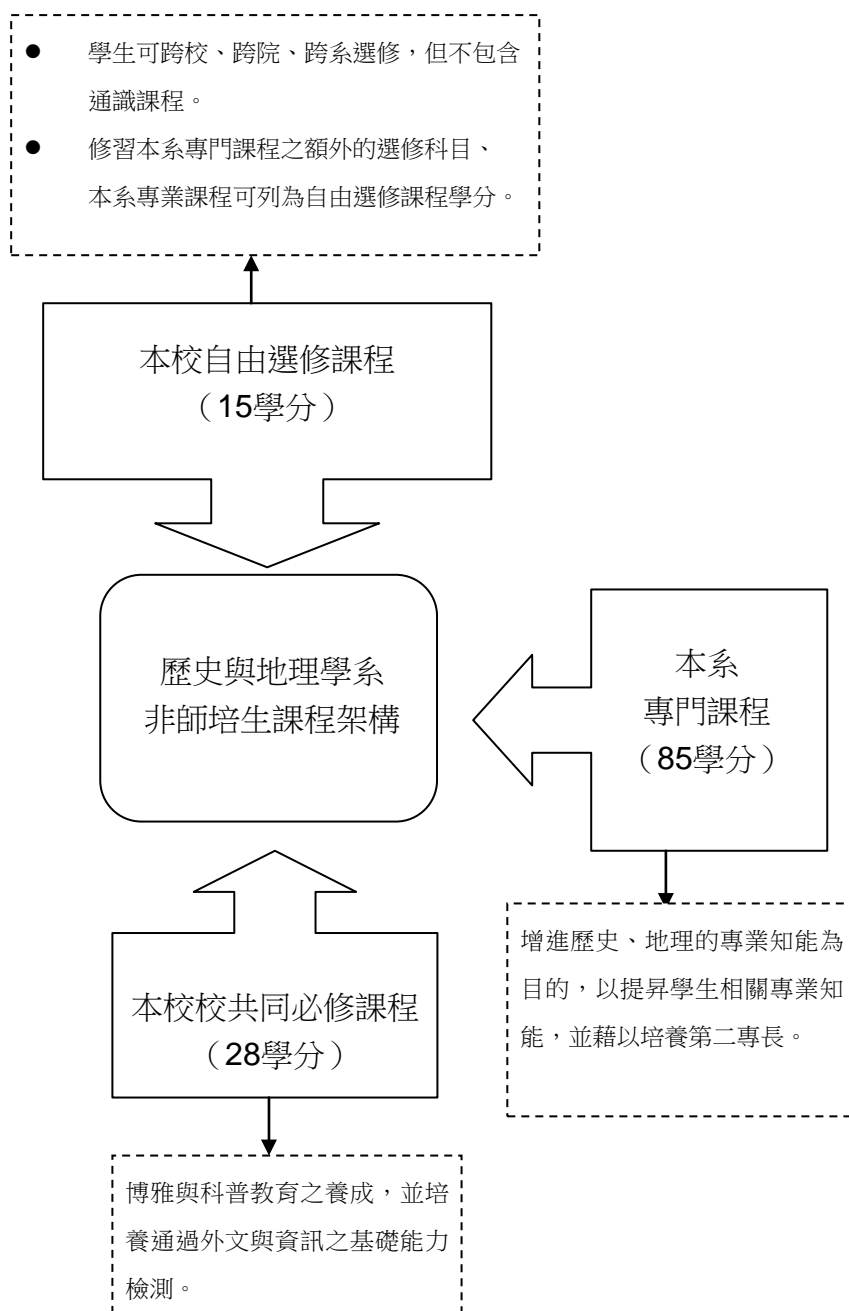 ● 學生可跨校、跨院、跨系選修，但不包含
通識課程。
● 修習本系專門課程之額外的選修科目、
本系專業課程可列為自由選修課程學分。
本校自由選修課程
（15學分）
歷史與地理學系
非師培生課程架構
本系
專門課程
（85學分）
增進歷史、地理的專業知能為
目的，以提昇學生相關專業知
能，並藉以培養第二專長。
本校校共同必修課程
（28學分）
博雅與科普教育之養成，並培
養通過外文與資訊之基礎能力
檢測。